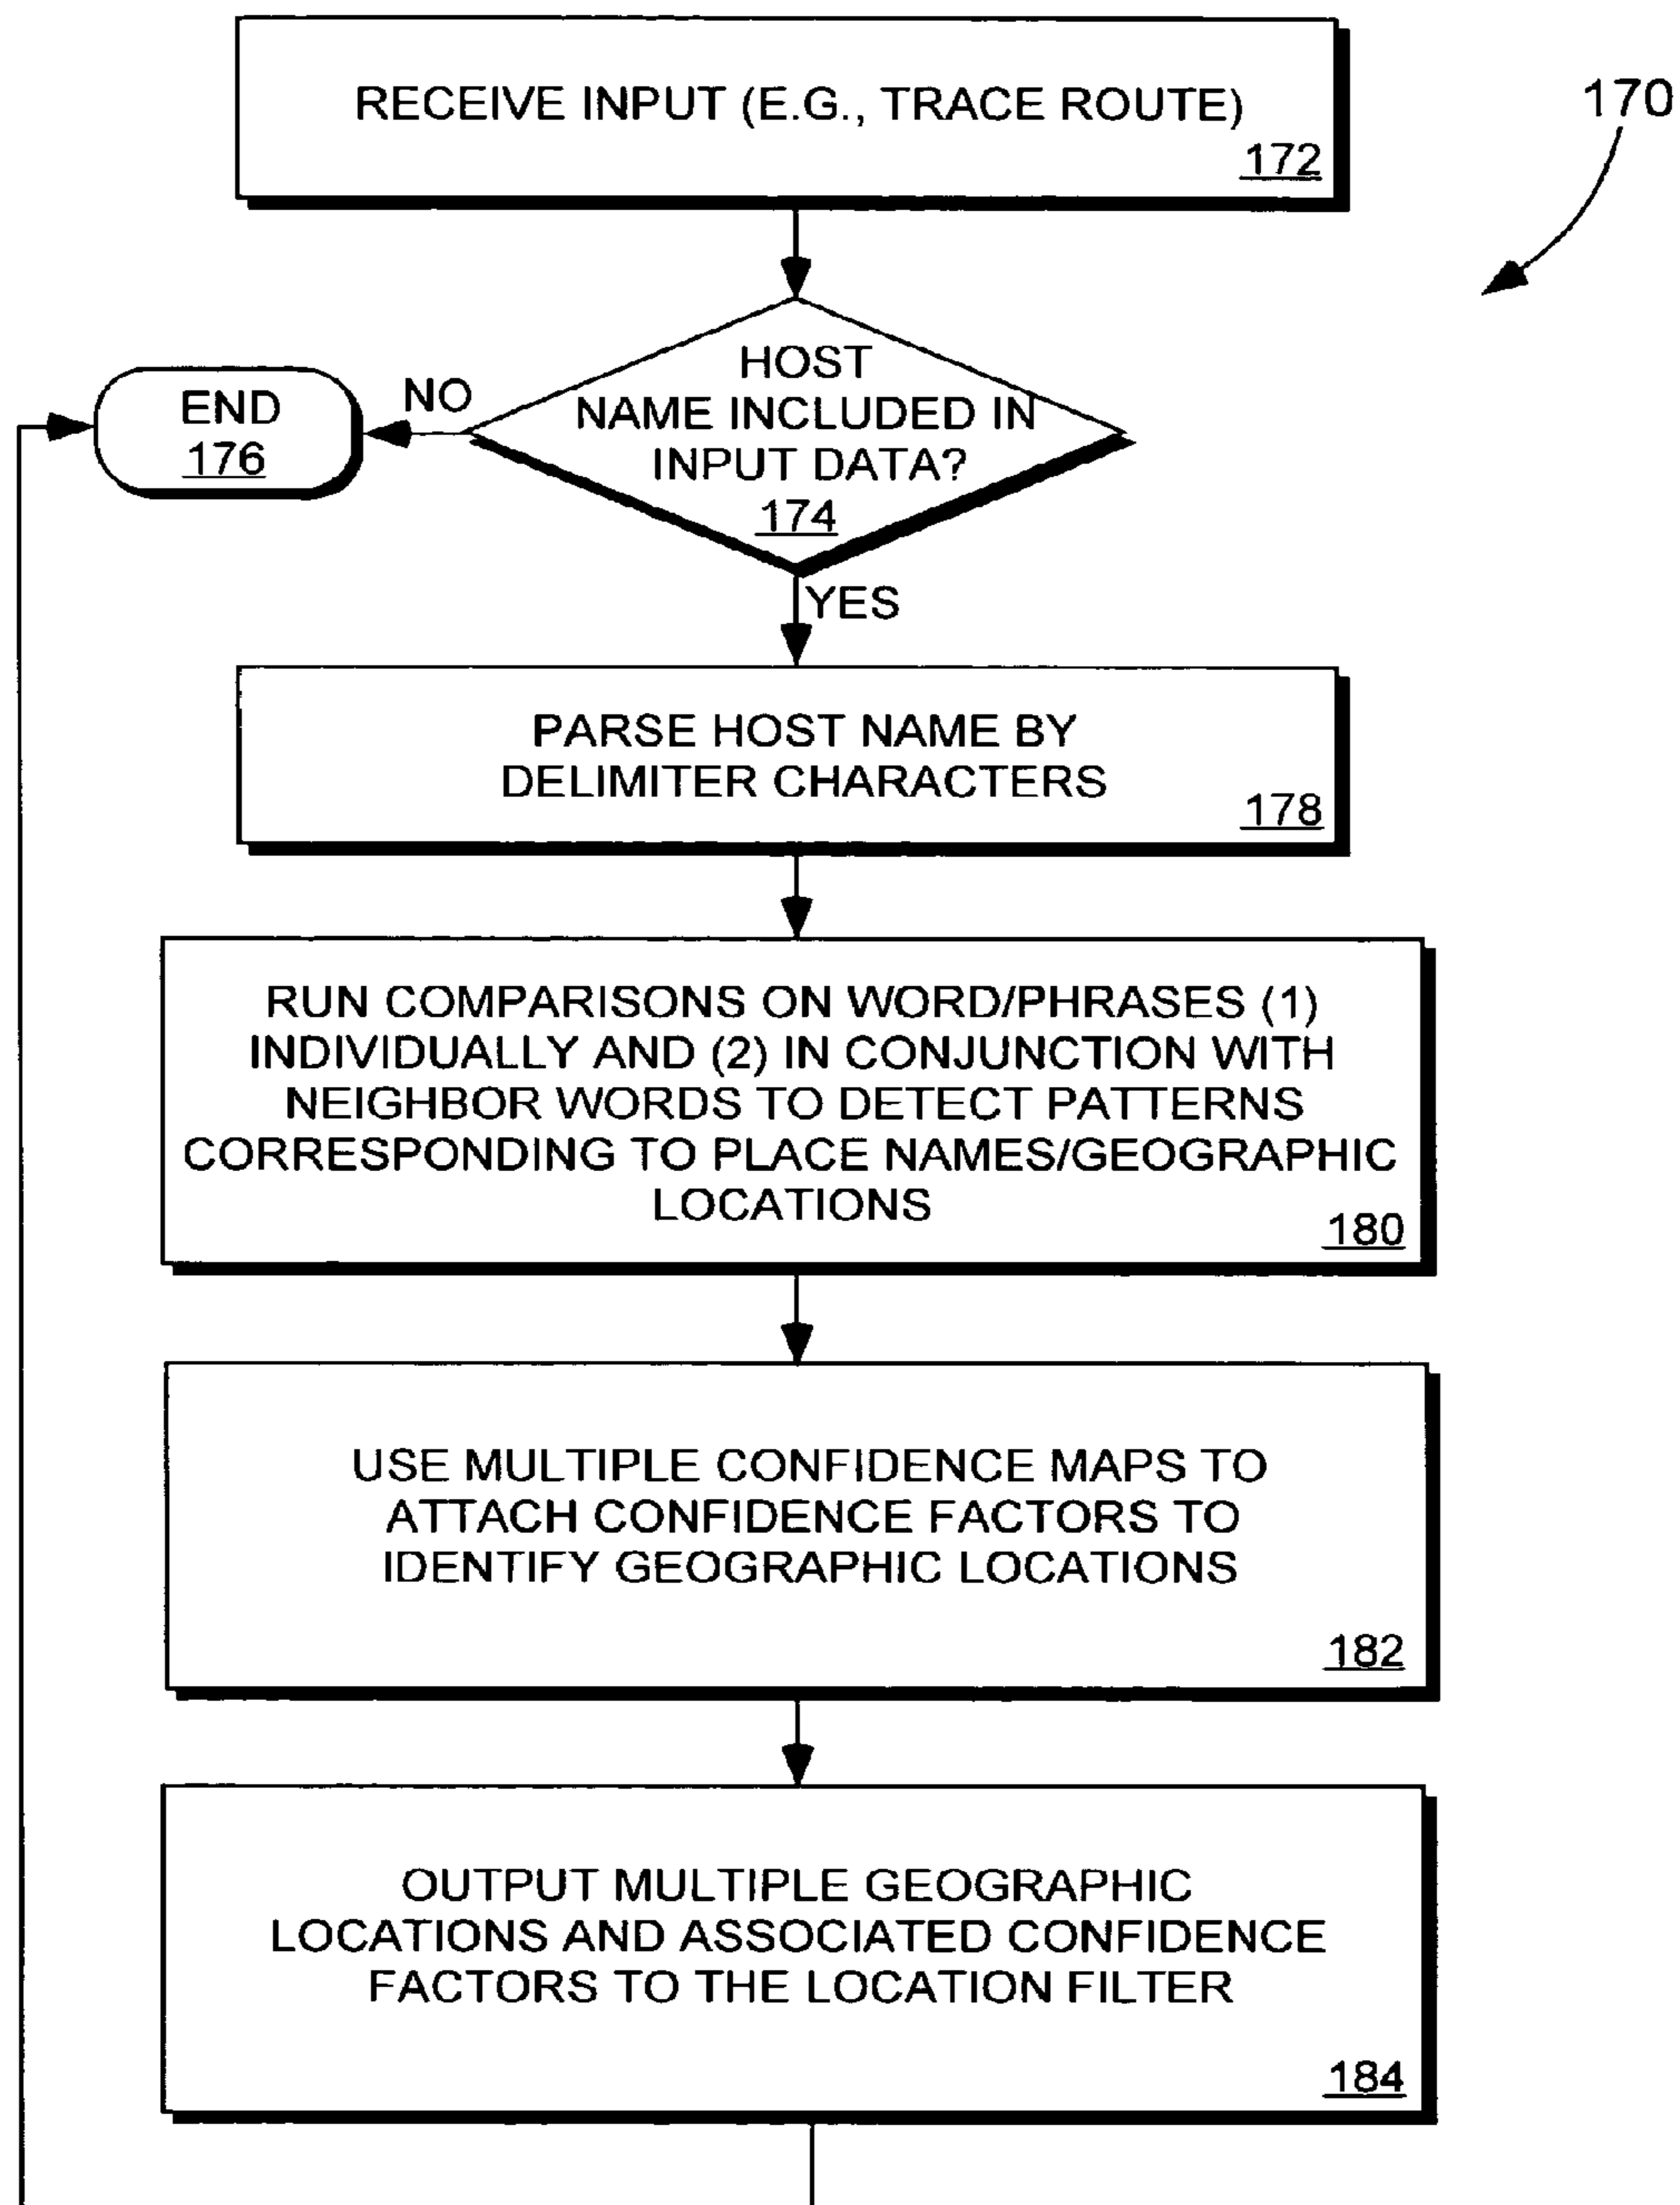 RECEIVE INPUT (E.G., TRACE ROUTE)
172
170
HOST
NAME INCLUDED IN
INPUT DATA?
174
NO
END
176
YES
PARSE HOST NAME BY
DELIMITER CHARACTERS
178
RUN COMPARISONS ON WORD/PHRASES (1)
INDIVIDUALLY AND (2) IN CONJUNCTION WITH
NEIGHBOR WORDS TO DETECT PATTERNS
CORRESPONDING TO PLACE NAMES/GEOGRAPHIC
LOCATIONS
180
USE MULTIPLE CONFIDENCE MAPS TO
ATTACH CONFIDENCE FACTORS TO
IDENTIFY GEOGRAPHIC LOCATIONS
182
OUTPUT MULTIPLE GEOGRAPHIC
LOCATIONS AND ASSOCIATED CONFIDENCE
FACTORS TO THE LOCATION FILTER
184